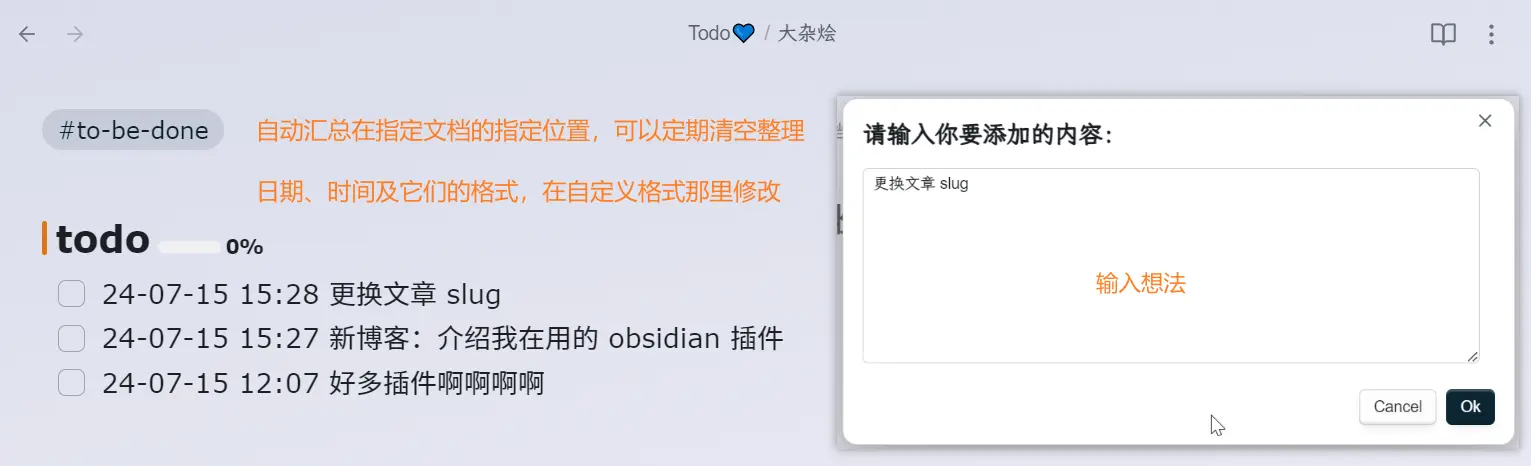 Todo💙 / 大杂烩
#to-be-done
自动汇总在指定文档的指定位置，可以定期清空整理
日期、时间及它们的格式，在自定义格式那里修改
todo 0%
24-07-15 15:28 更换文章 slug
24-07-15 15:27 新博客：介绍我在用的 obsidian 插件
24-07-15 12:07 好多插件啊啊啊啊
请输入你要添加的内容：
更换文章 slug
输入想法
Cancel Ok